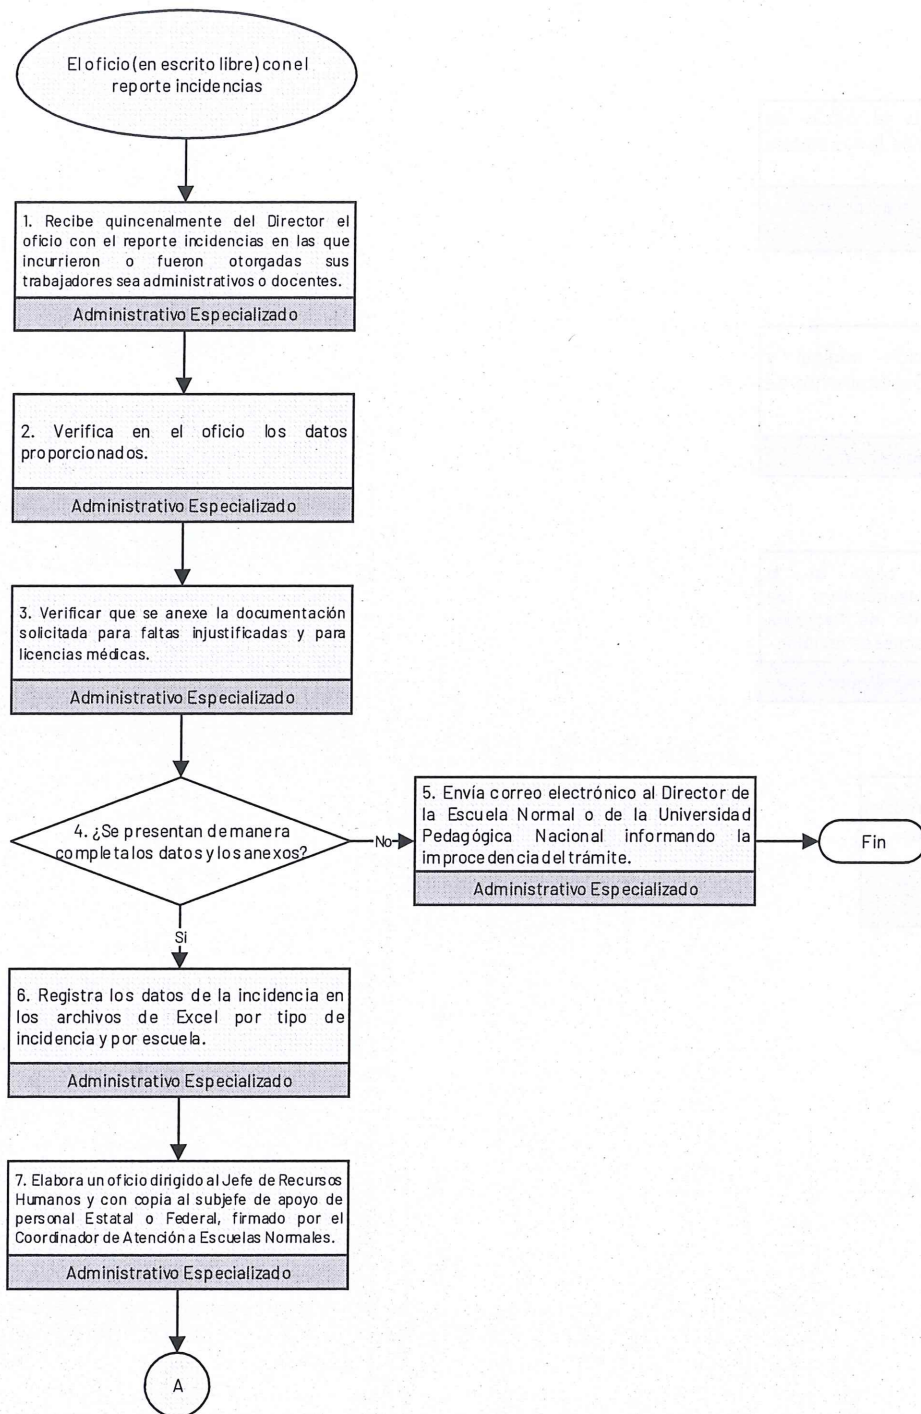 El oficio (en escrito libre) con el
reporte incidencias
1. Recibe quincenalmente del Director el
oficio con el reporte incidencias en las que
incurrieron o fueron otorgadas sus
trabajadores sea administrativos o docentes.
Administrativo Especializado
2. Verifica en el oficio los datos
proporcionados.
Administrativo Especializado
3. Verificar que se anexe la documentación
solicitada para faltas injustificadas y para
licencias médicas.
Administrativo Especializado
4. ¿Se presentan de manera
completa los datos y los anexos?
No
5. Envía correo electrónico al Director de
la Escuela Normal o de la Universidad
Pedagógica Nacional informando la
improcedencia del trámite.
Administrativo Especializado
Fin
Si
6. Registra los datos de la incidencia en
los archivos de Excel por tipo de
incidencia y por escuela.
Administrativo Especializado
7. Elabora un oficio dirigido al Jefe de Recursos
Humanos y con copia al subjefe de apoyo de
personal Estatal o Federal, firmado por el
Coordinador de Atención a Escuelas Normales.
Administrativo Especializado
A